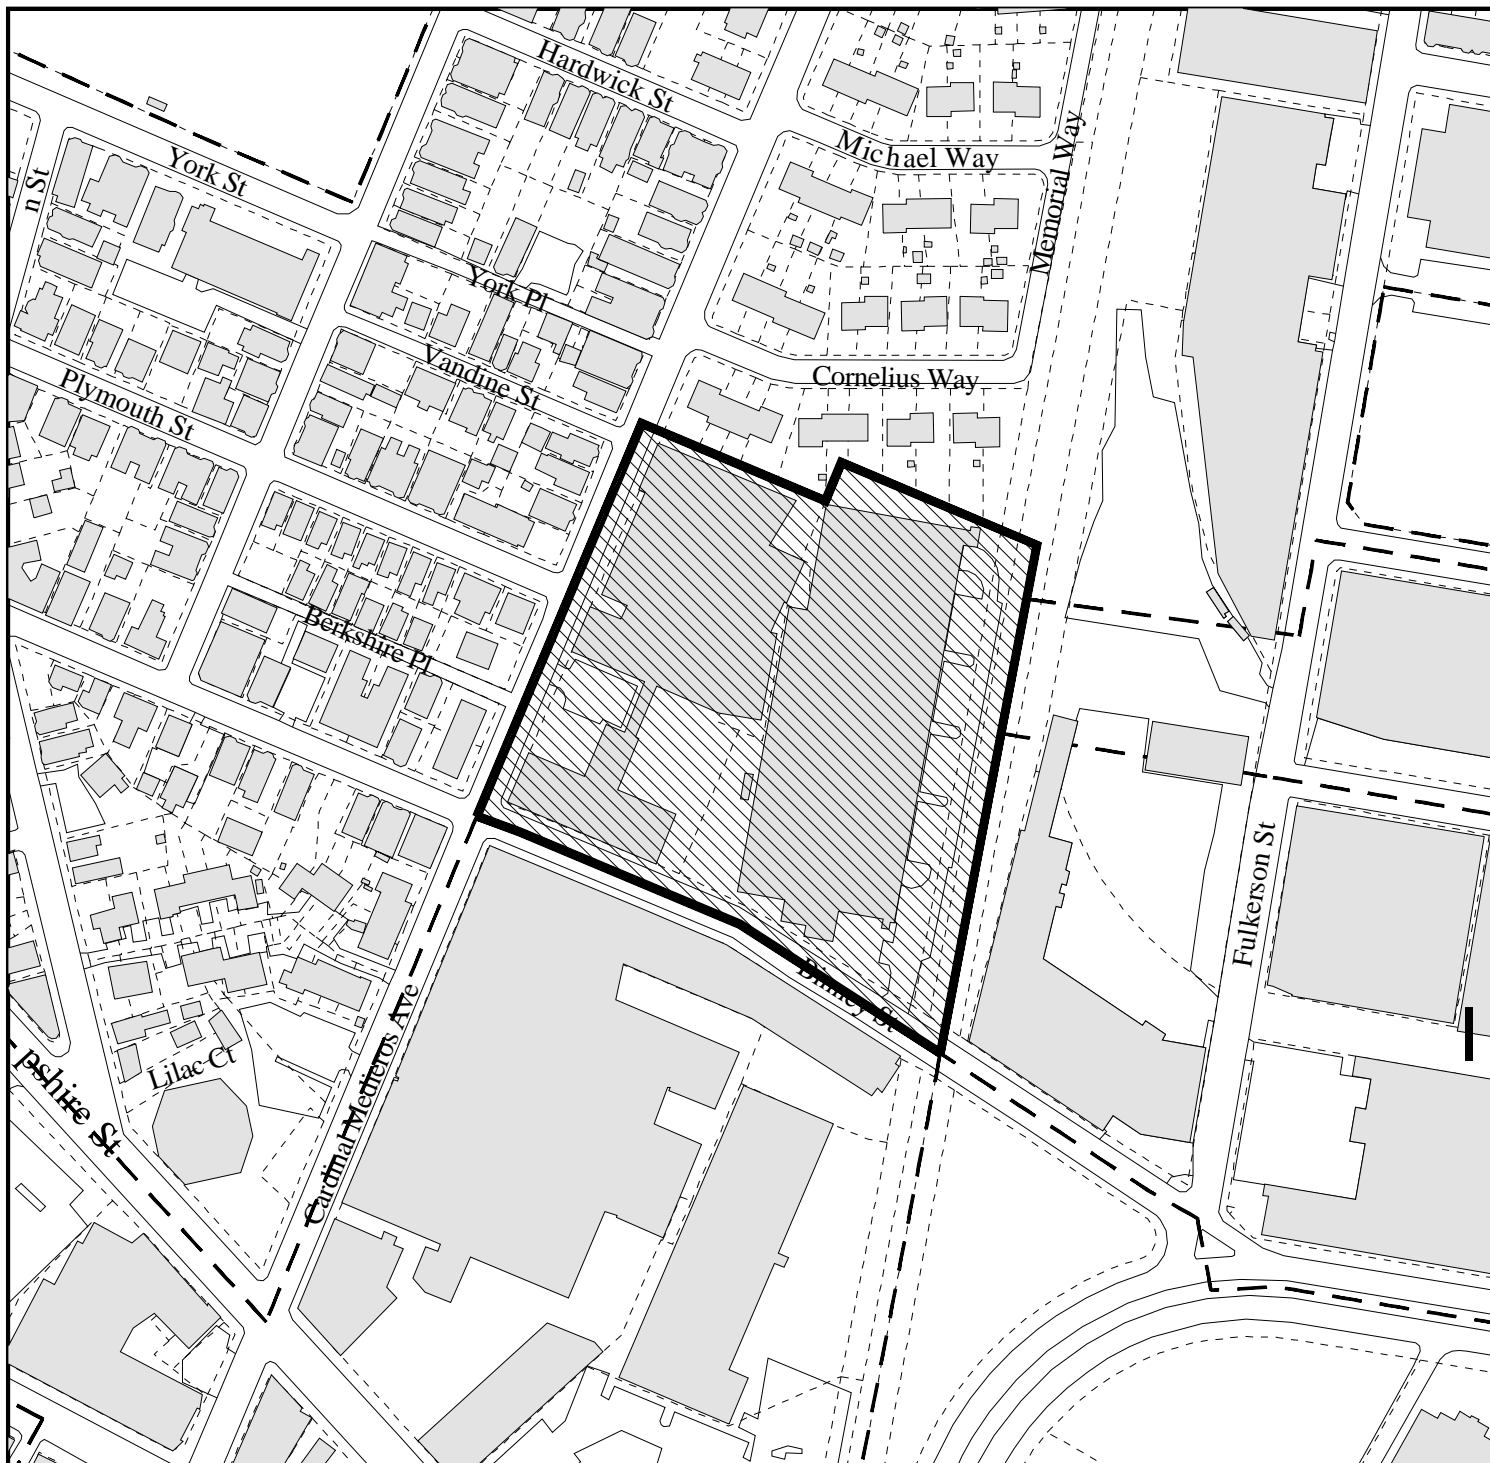 Hardwick St
Michael Way
York St
n St
Memorial Way
York Pl
Vandine St
Cornelius Way
Plymouth St
Berkshire Pl
Fulkerson St
Binney St
Cardinal Medieros Ave
Lilac Ct
pshire St